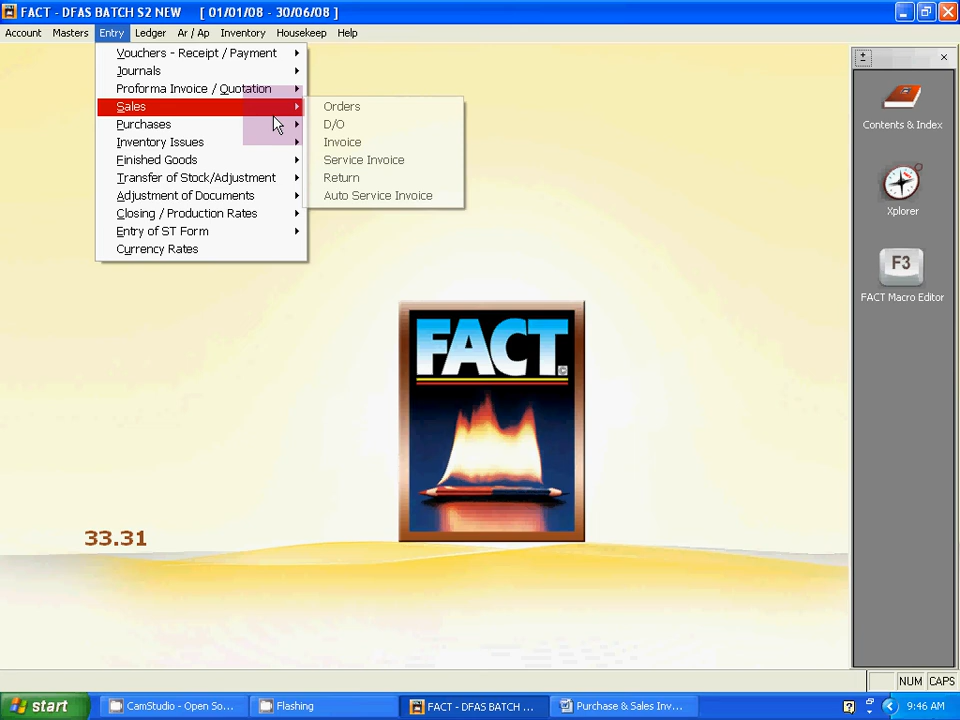 FACT - DFAS BATCH S2 NEW [ 01/01/08 - 30/06/08 ]
Account Masters Entry Ledger Ar / Ap Inventory Housekeep Help
Vouchers - Receipt / Payment
Journals
Proforma Invoice / Quotation
Sales
Purchases
Inventory Issues
Finished Goods
Transfer of Stock/Adjustment
Adjustment of Documents
Closing / Production Rates
Entry of ST Form
Currency Rates
Orders
D/O
Invoice
Service Invoice
Return
Auto Service Invoice
Contents & Index
Xplorer
F3
FACT Macro Editor
FACT
33.31
NUM CAPS
start CamStudio - Open So... Flashing FACT - DFAS BATCH ... Purchase & Sales Inv... 9:46 AM